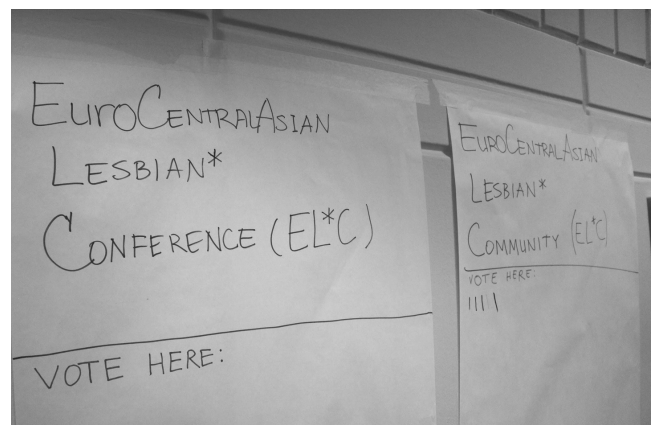 EuroCentralAsian
Lesbian*
Conference (EL*C)
VOTE HERE:
EuroCentralAsian
Lesbian*
Community (EL*C)
VOTE HERE: